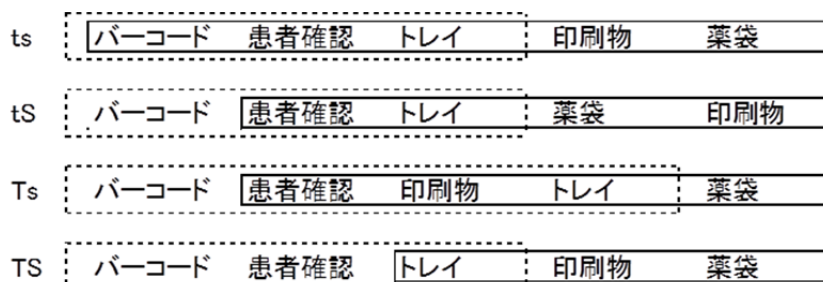 ts バーコード 患者確認 トレイ 印刷物 薬袋
tS バーコード 患者確認 トレイ 薬袋 印刷物
Ts バーコード 患者確認 印刷物 トレイ 薬袋
TS バーコード 患者確認 トレイ 印刷物 薬袋